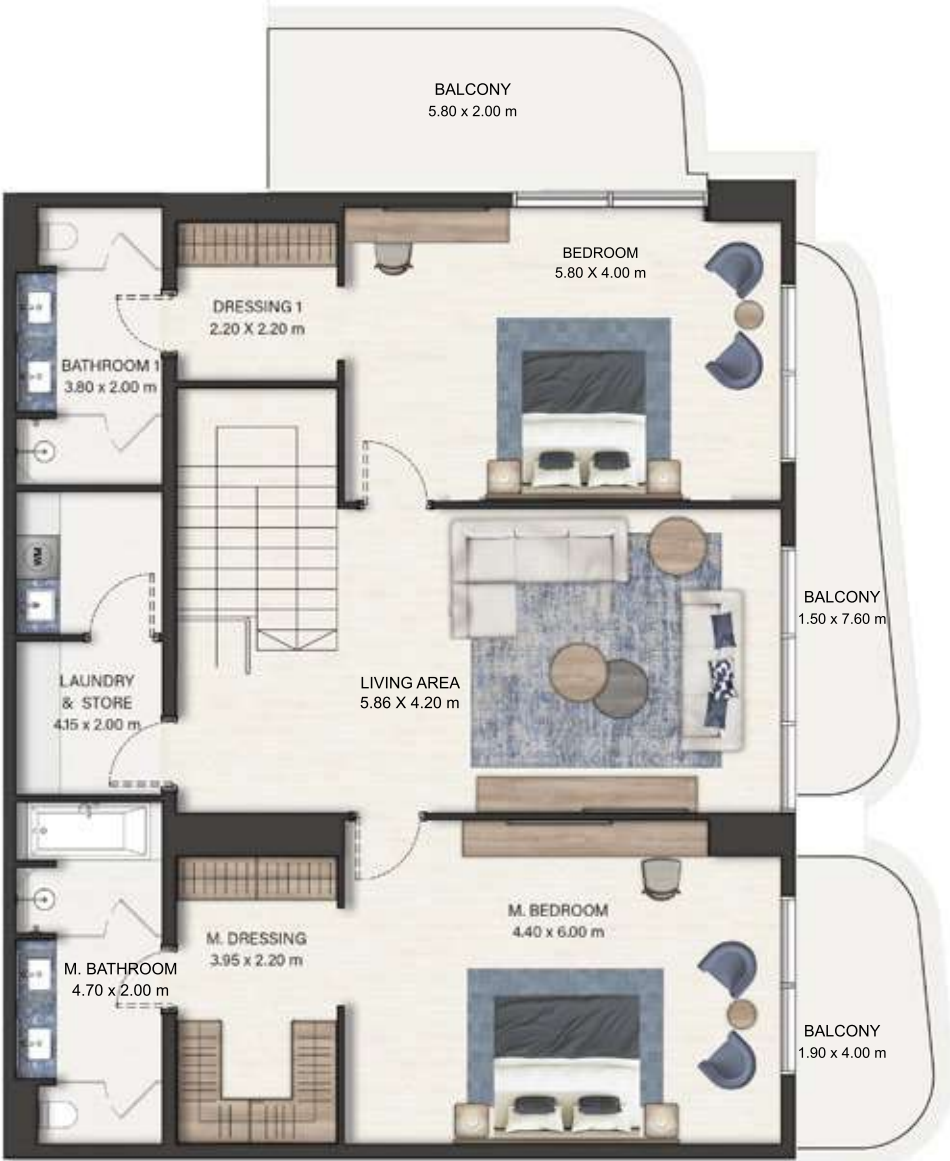 BALCONY
5.80 x 2.00 m
BEDROOM
5.80 X 4.00 m
DRESSING 1
2.20 X 2.20 m
BATHROOM 1
3.80 x 2.00 m
WM
BALCONY
1.50 x 7.60 m
LIVING AREA
5.86 X 4.20 m
LAUNDRY
& STORE
4.15 x 2.00 m
M. BEDROOM
4.40 x 6.00 m
M. DRESSING
3.95 x 2.20 m
M. BATHROOM
4.70 x 2.00 m
BALCONY
1.90 x 4.00 m